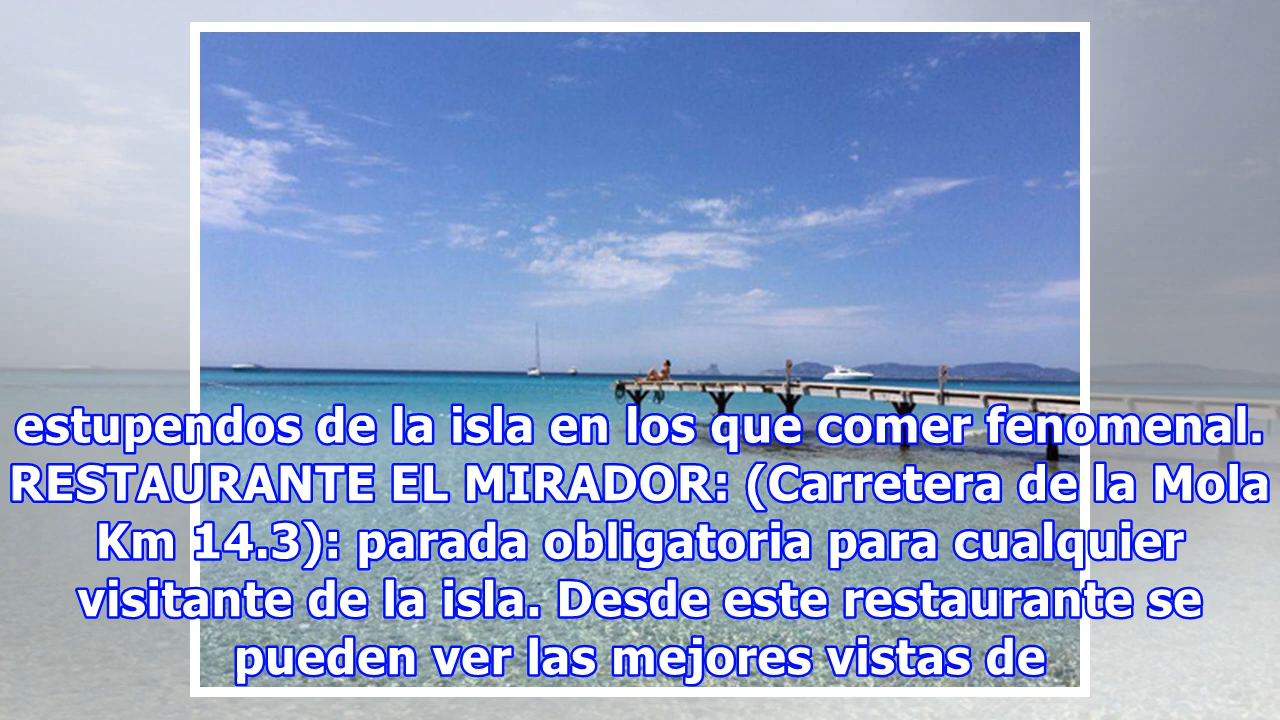 estupendos de la isla en los que comer fenomenal.
RESTAURANTE EL MIRADOR: (Carretera de la Mola
Km 14.3): parada obligatoria para cualquier
visitante de la isla. Desde este restaurante se
pueden ver las mejores vistas de